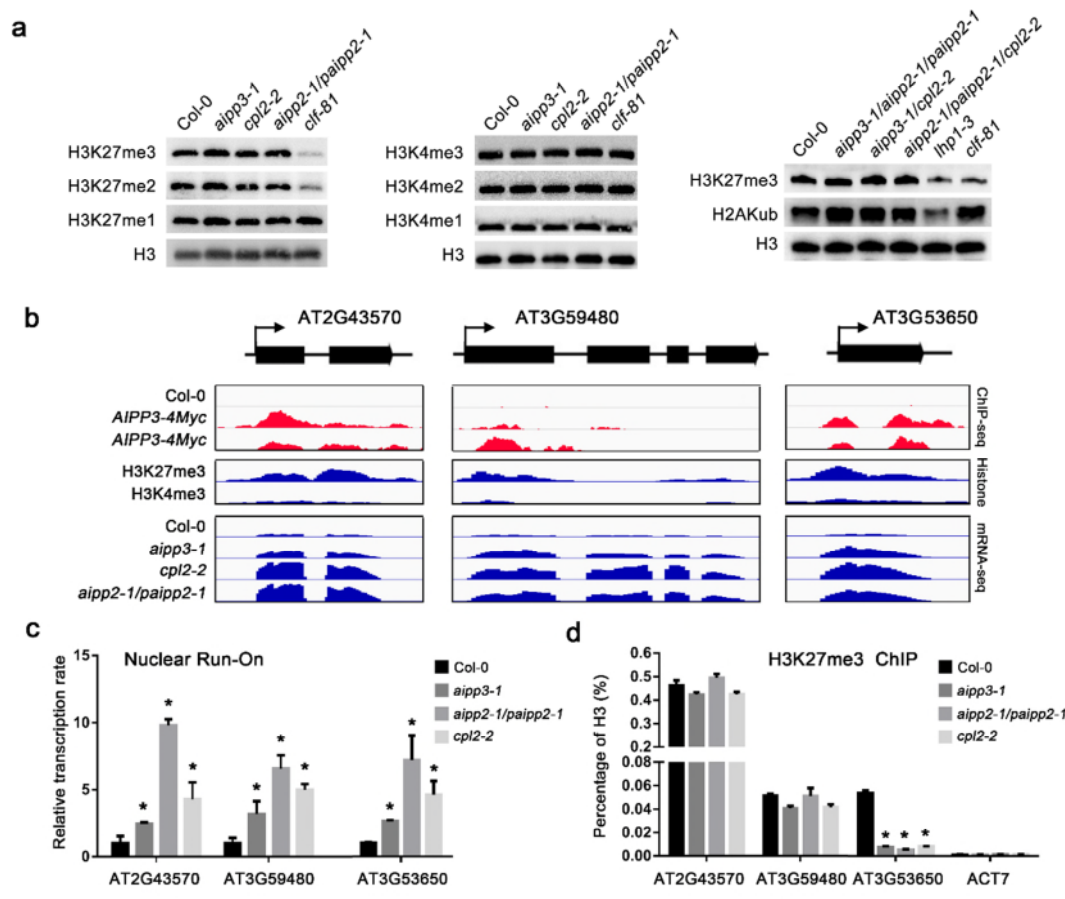 a
Col-0
aipp3-1
cpl2-2
aipp2-1/paipp2-1
clf-81
H3K27me3
H3K27me2
H3K27me1
H3
Col-0
aipp3-1
cpl2-2
aipp2-1/paipp2-1
clf-81
H3K4me3
H3K4me2
H3K4me1
H3
Col-0
aipp3-1/aipp2-1/paipp2-1
aipp3-1/cpl2-2
aipp2-1/paipp2-1/cpl2-2
lhp1-3
clf-81
H3K27me3
H2AKub
H3
b
AT2G43570 AT3G59480 AT3G53650
Col-0
AIPP3-4Myc
AIPP3-4Myc
ChIP-seq
H3K27me3
H3K4me3
Histone
Col-0
aipp3-1
cpl2-2
aipp2-1/paipp2-1
mRNA-seq
c
Nuclear Run-On
Relative transcription rate
15
10
5
0
Col-0
aipp3-1
aipp2-1/paipp2-1
cpl2-2
* * * * * * * * *
AT2G43570 AT3G59480 AT3G53650
d
H3K27me3 ChIP
Percentage of H3 (%)
0.6
0.5
0.4
0.3
0.2
0.08
0.06
0.04
0.02
0.00
Col-0
aipp3-1
aipp2-1/paipp2-1
cpl2-2
* * *
AT2G43570 AT3G59480 AT3G53650 ACT7